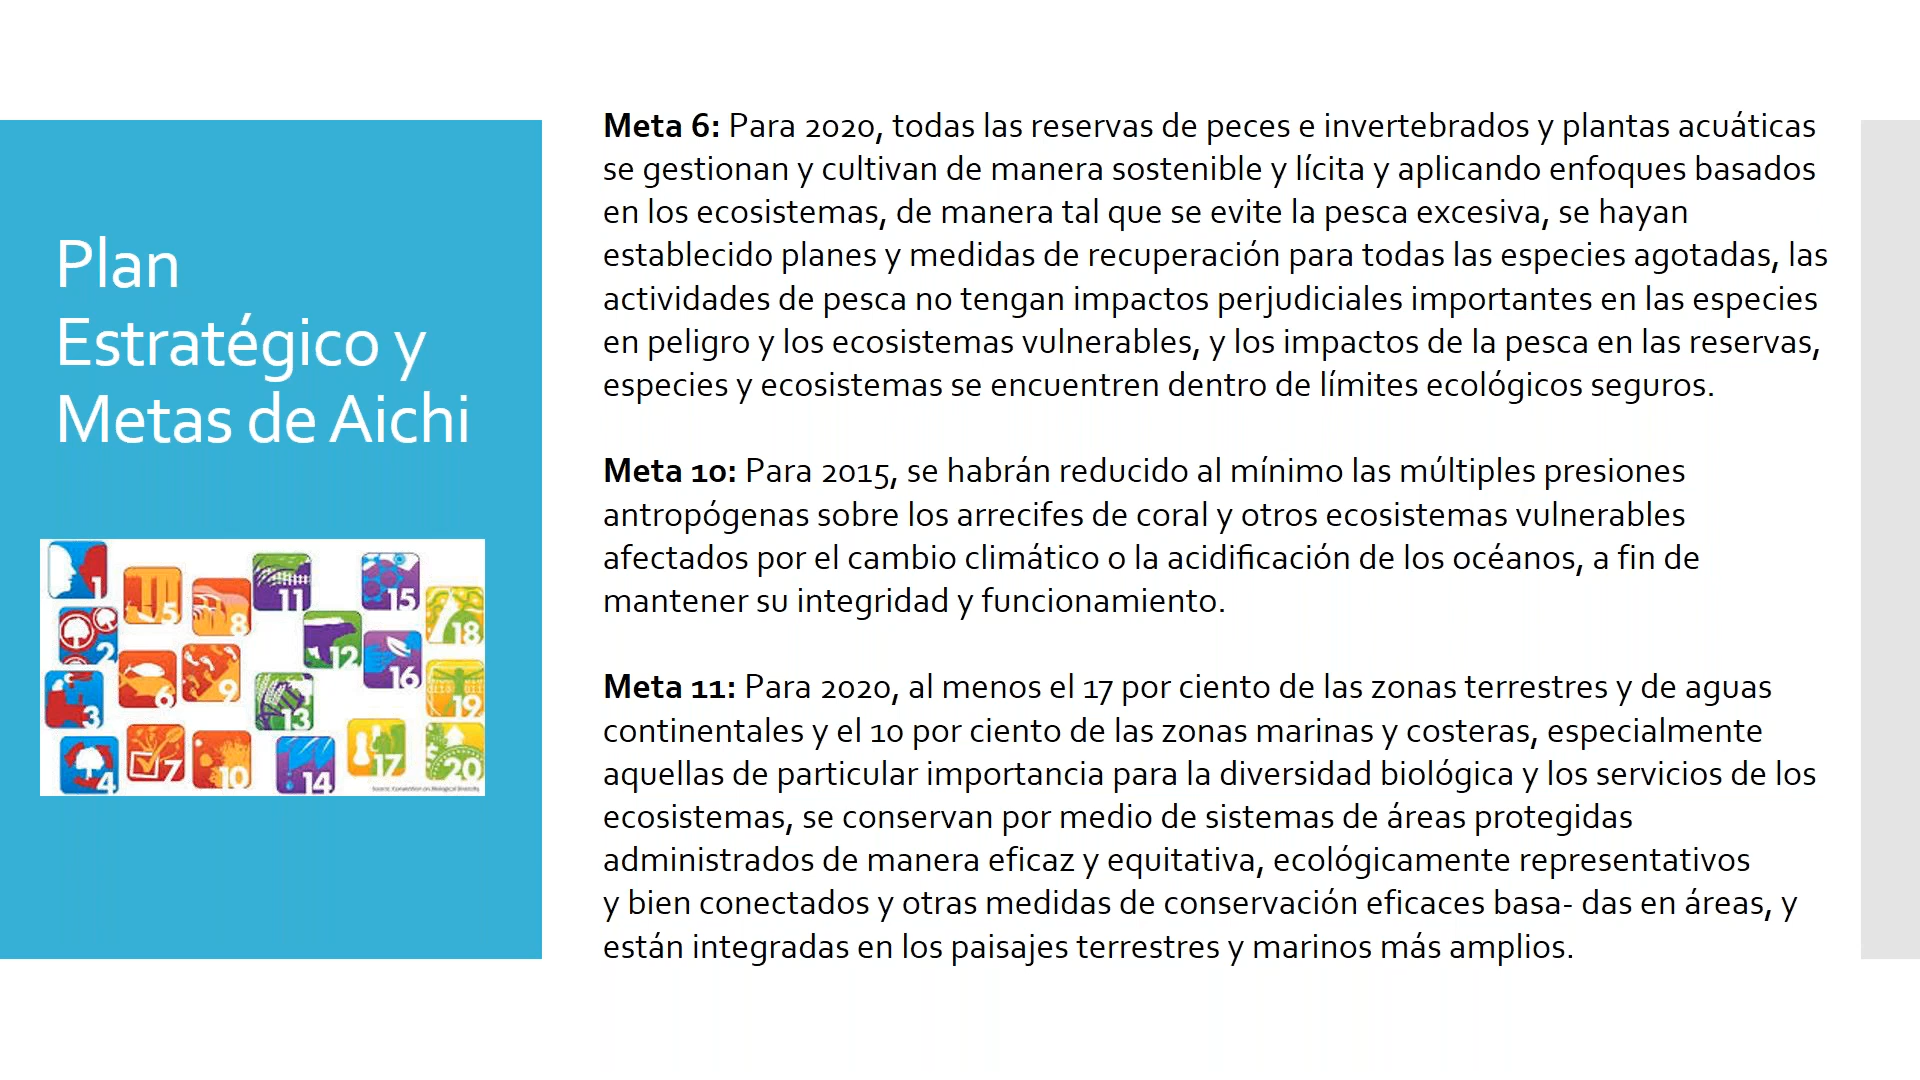 Plan
Estratégico y
Metas de Aichi
1
5
8
11
15
18
2
12
16
6
9
19
3
13
4
7
10
14
17
20
Source: Convention on Biological Diversity
Meta 6: Para 2020, todas las reservas de peces e invertebrados y plantas acuáticas
se gestionan y cultivan de manera sostenible y lícita y aplicando enfoques basados
en los ecosistemas, de manera tal que se evite la pesca excesiva, se hayan
establecido planes y medidas de recuperación para todas las especies agotadas, las
actividades de pesca no tengan impactos perjudiciales importantes en las especies
en peligro y los ecosistemas vulnerables, y los impactos de la pesca en las reservas,
especies y ecosistemas se encuentren dentro de límites ecológicos seguros.
Meta 10: Para 2015, se habrán reducido al mínimo las múltiples presiones
antropógenas sobre los arrecifes de coral y otros ecosistemas vulnerables
afectados por el cambio climático o la acidificación de los océanos, a fin de
mantener su integridad y funcionamiento.
Meta 11: Para 2020, al menos el 17 por ciento de las zonas terrestres y de aguas
continentales y el 10 por ciento de las zonas marinas y costeras, especialmente
aquellas de particular importancia para la diversidad biológica y los servicios de los
ecosistemas, se conservan por medio de sistemas de áreas protegidas
administrados de manera eficaz y equitativa, ecológicamente representativos
y bien conectados y otras medidas de conservación eficaces basa- das en áreas, y
están integradas en los paisajes terrestres y marinos más amplios.